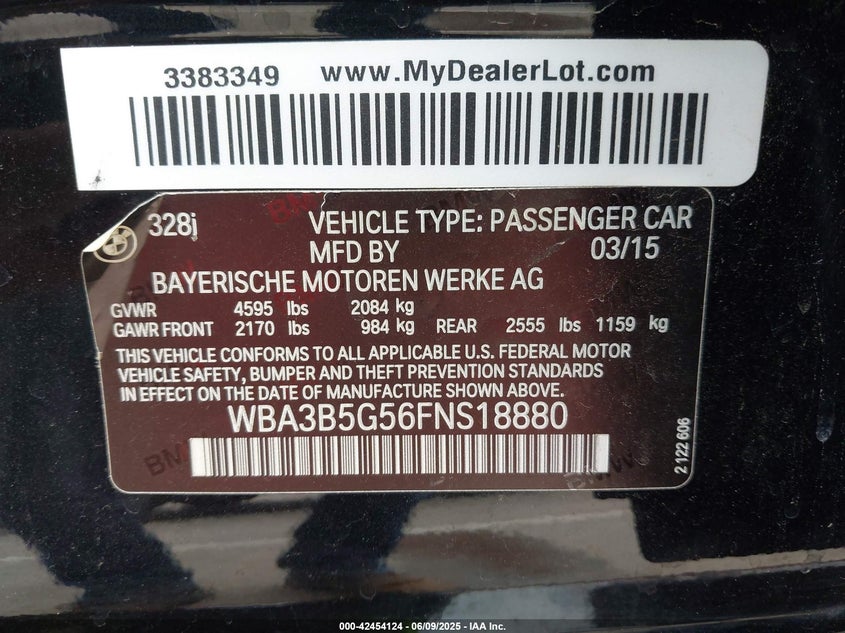 3383349 www.MyDealerLot.com
328i VEHICLE TYPE: PASSENGER CAR
MFD BY 03/15
BAYERISCHE MOTOREN WERKE AG
GVWR 4595 lbs 2084 kg
GAWR FRONT 2170 lbs 984 kg REAR 2555 lbs 1159 kg
THIS VEHICLE CONFORMS TO ALL APPLICABLE U.S. FEDERAL MOTOR
VEHICLE SAFETY, BUMPER AND THEFT PREVENTION STANDARDS
IN EFFECT ON THE DATE OF MANUFACTURE SHOWN ABOVE.
WBA3B5G56FNS18880
2 122 606
000-42454124 - 06/09/2025 - IAA Inc.